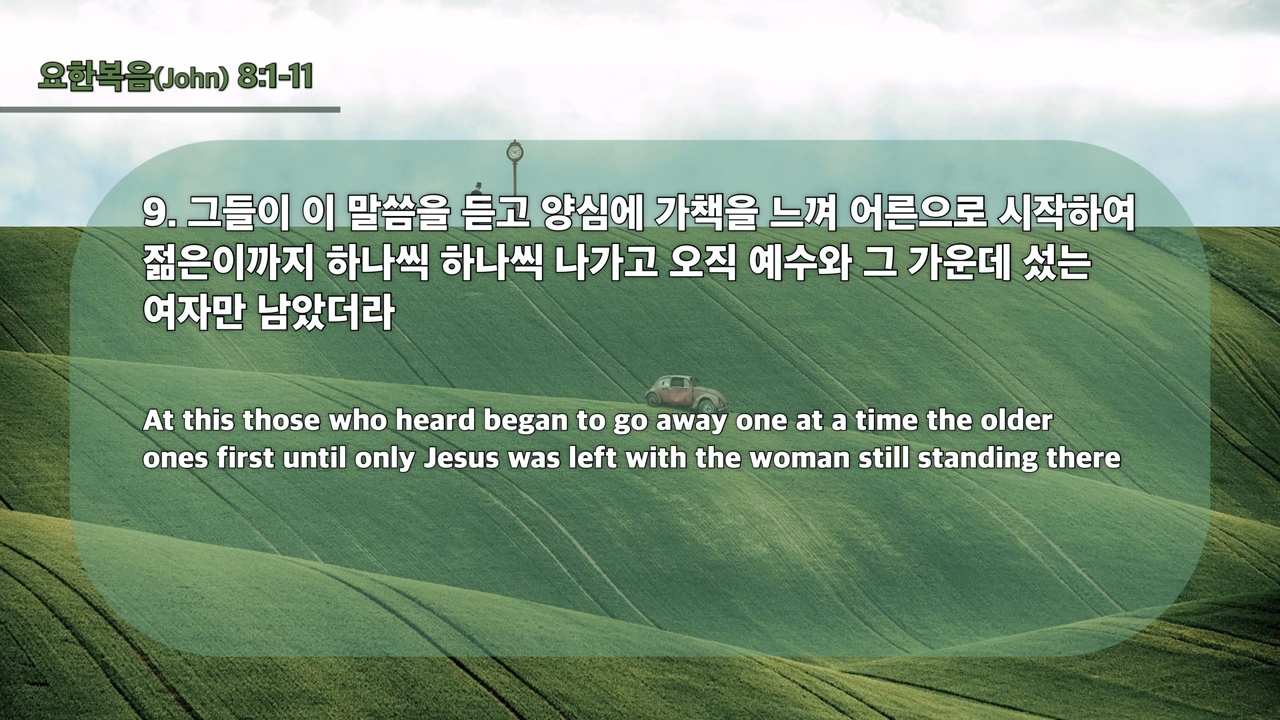 요한복음(John) 8:1-11
9. 그들이 이 말씀을 듣고 양심에 가책을 느껴 어른으로 시작하여
젊은이까지 하나씩 하나씩 나가고 오직 예수와 그 가운데 섰는
여자만 남았더라
At this those who heard began to go away one at a time the older
ones first until only Jesus was left with the woman still standing there